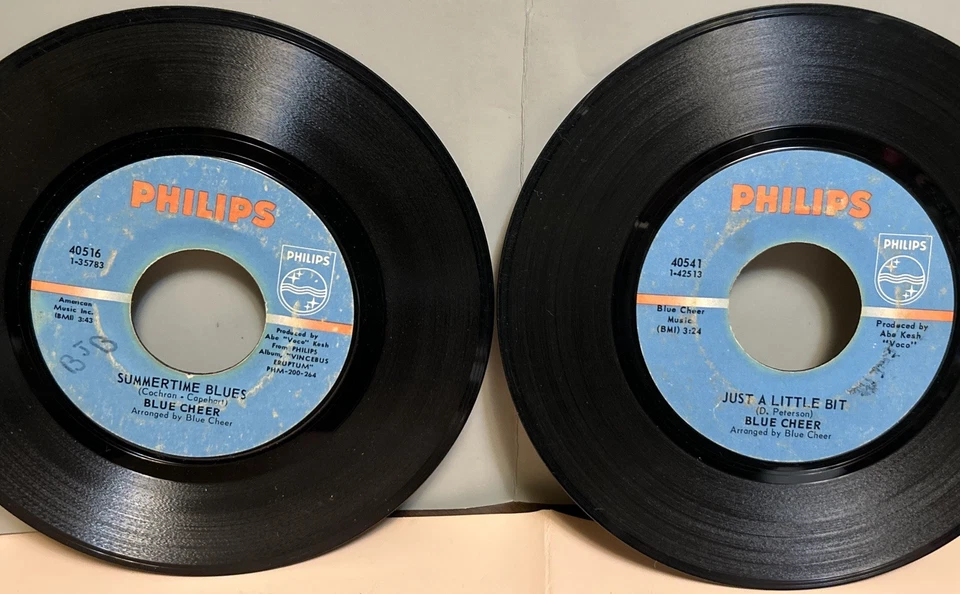 PHILIPS
40516
1-35783
PHILIPS
American
Music Inc.
(BMI) 3:43
Produced by
Abe "Voco" Kesh
From PHILIPS
Album, "VINCEBUS
ERUPTUM"
PHM-200-264
BJB
SUMMERTIME BLUES
(Cochran - Capehart)
BLUE CHEER
Arranged by Blue Cheer
PHILIPS
40541
1-42513
PHILIPS
Blue Cheer
Music
(BMI) 3:24
Produced by
Abe Kesh
"Voco"
JUST A LITTLE BIT
(D. Peterson)
BLUE CHEER
Arranged by Blue Cheer